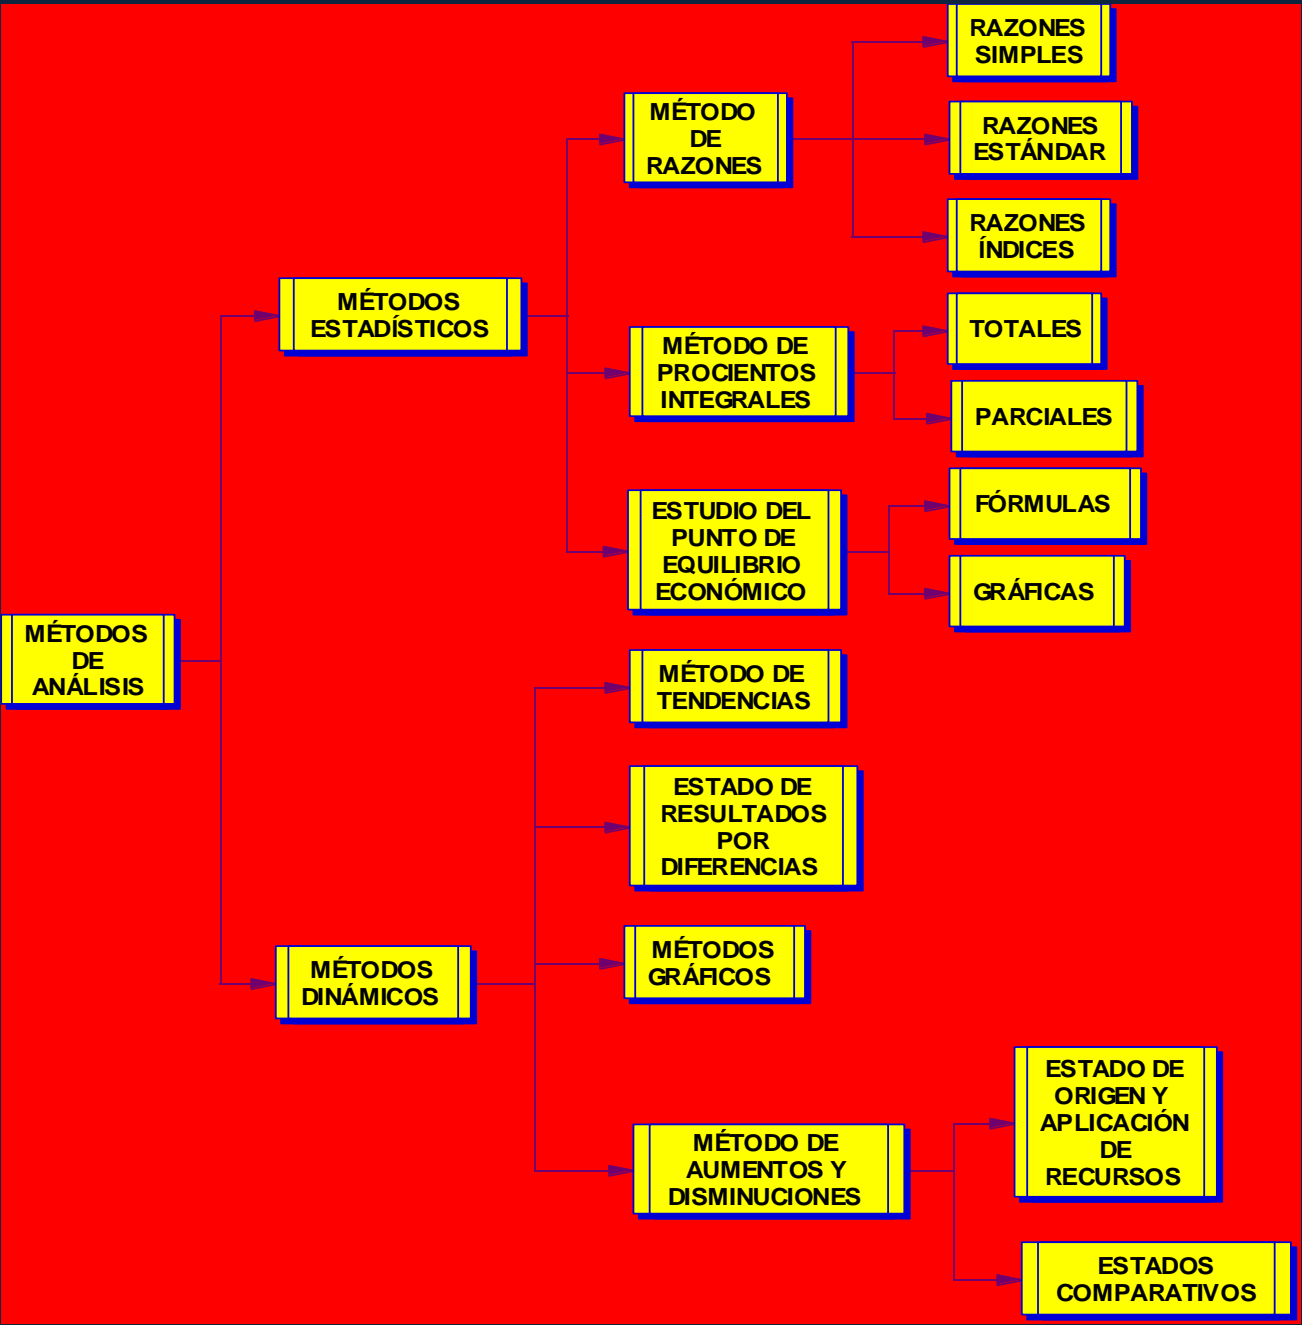 MÉTODOS
DE
ANÁLISIS
MÉTODOS
ESTADÍSTICOS
MÉTODO
DE
RAZONES
RAZONES
SIMPLES
RAZONES
ESTÁNDAR
RAZONES
ÍNDICES
MÉTODO DE
PROCIENTOS
INTEGRALES
TOTALES
PARCIALES
ESTUDIO DEL
PUNTO DE
EQUILIBRIO
ECONÓMICO
FÓRMULAS
GRÁFICAS
MÉTODOS
DINÁMICOS
MÉTODO DE
TENDENCIAS
ESTADO DE
RESULTADOS
POR
DIFERENCIAS
MÉTODOS
GRÁFICOS
MÉTODO DE
AUMENTOS Y
DISMINUCIONES
ESTADO DE
ORIGEN Y
APLICACIÓN
DE
RECURSOS
ESTADOS
COMPARATIVOS